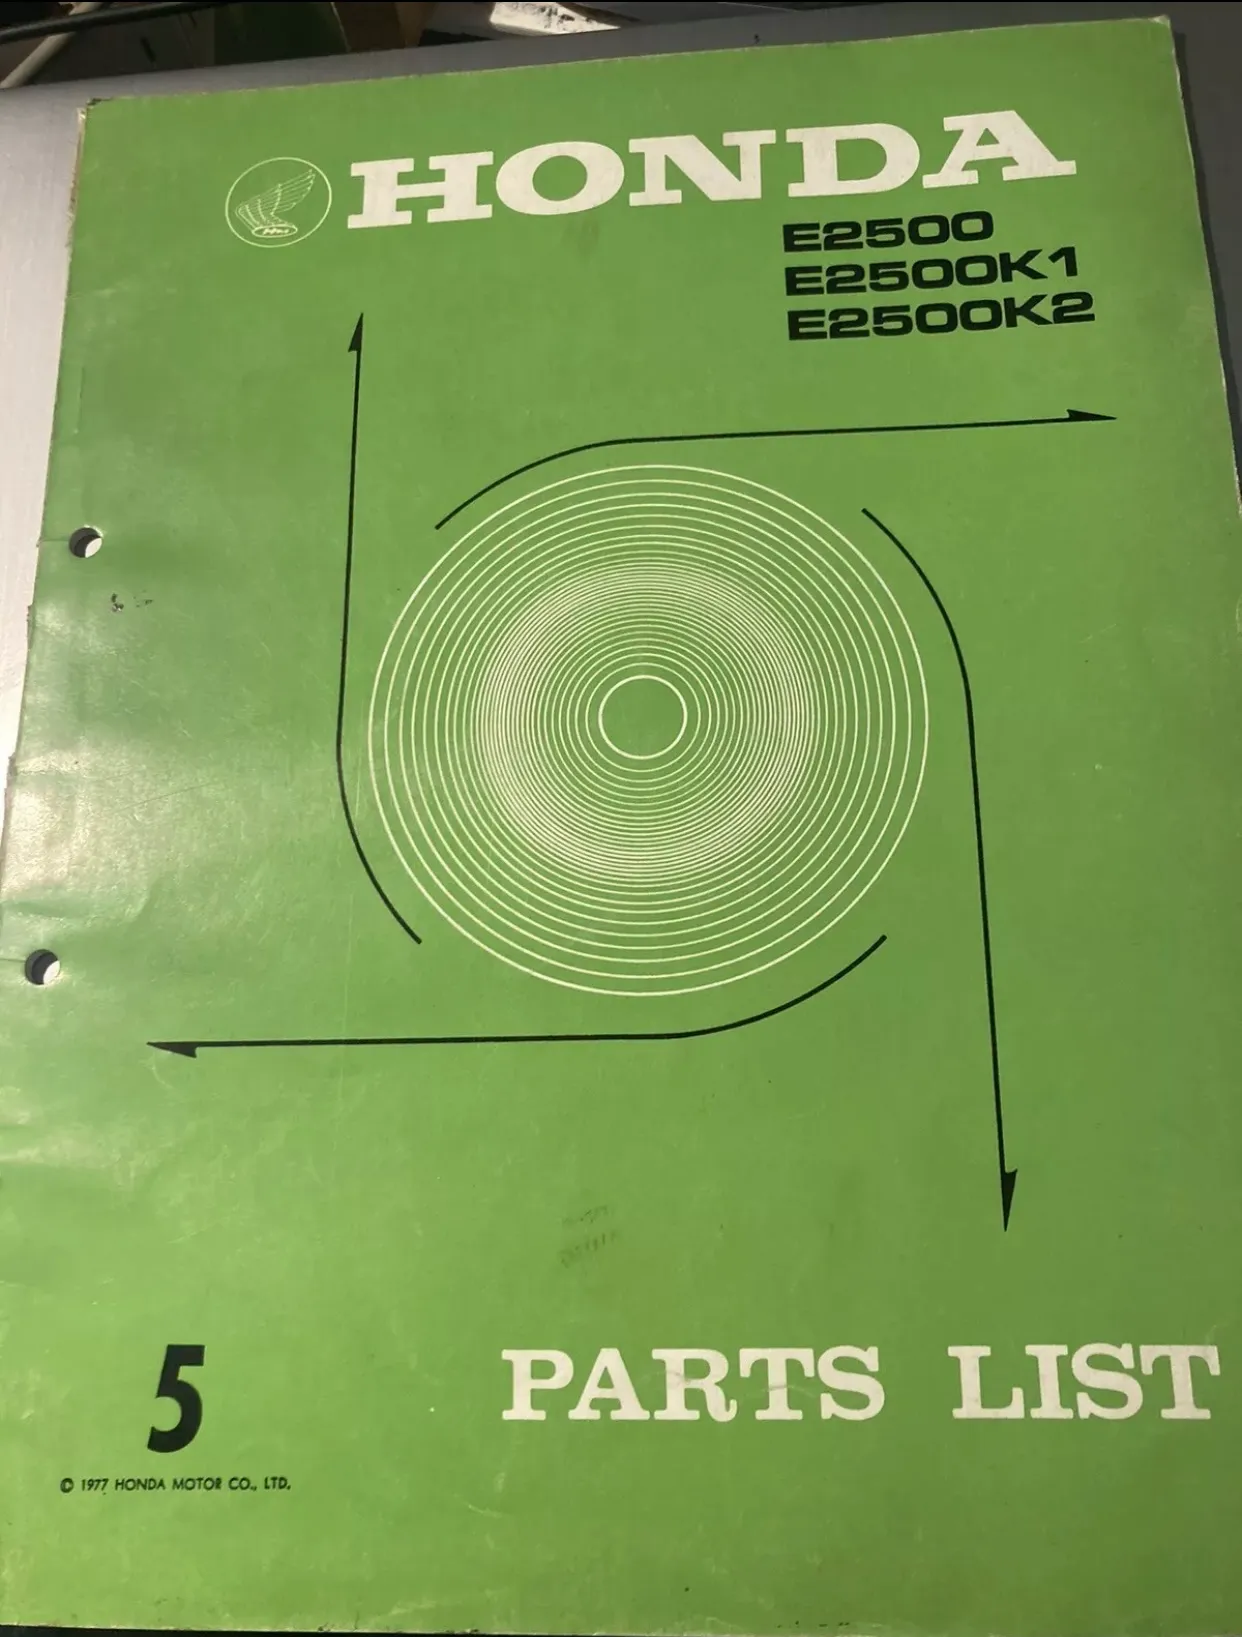 HONDA
E2500
E2500K1
E2500K2
5
PARTS LIST
© 1977 HONDA MOTOR CO., LTD.